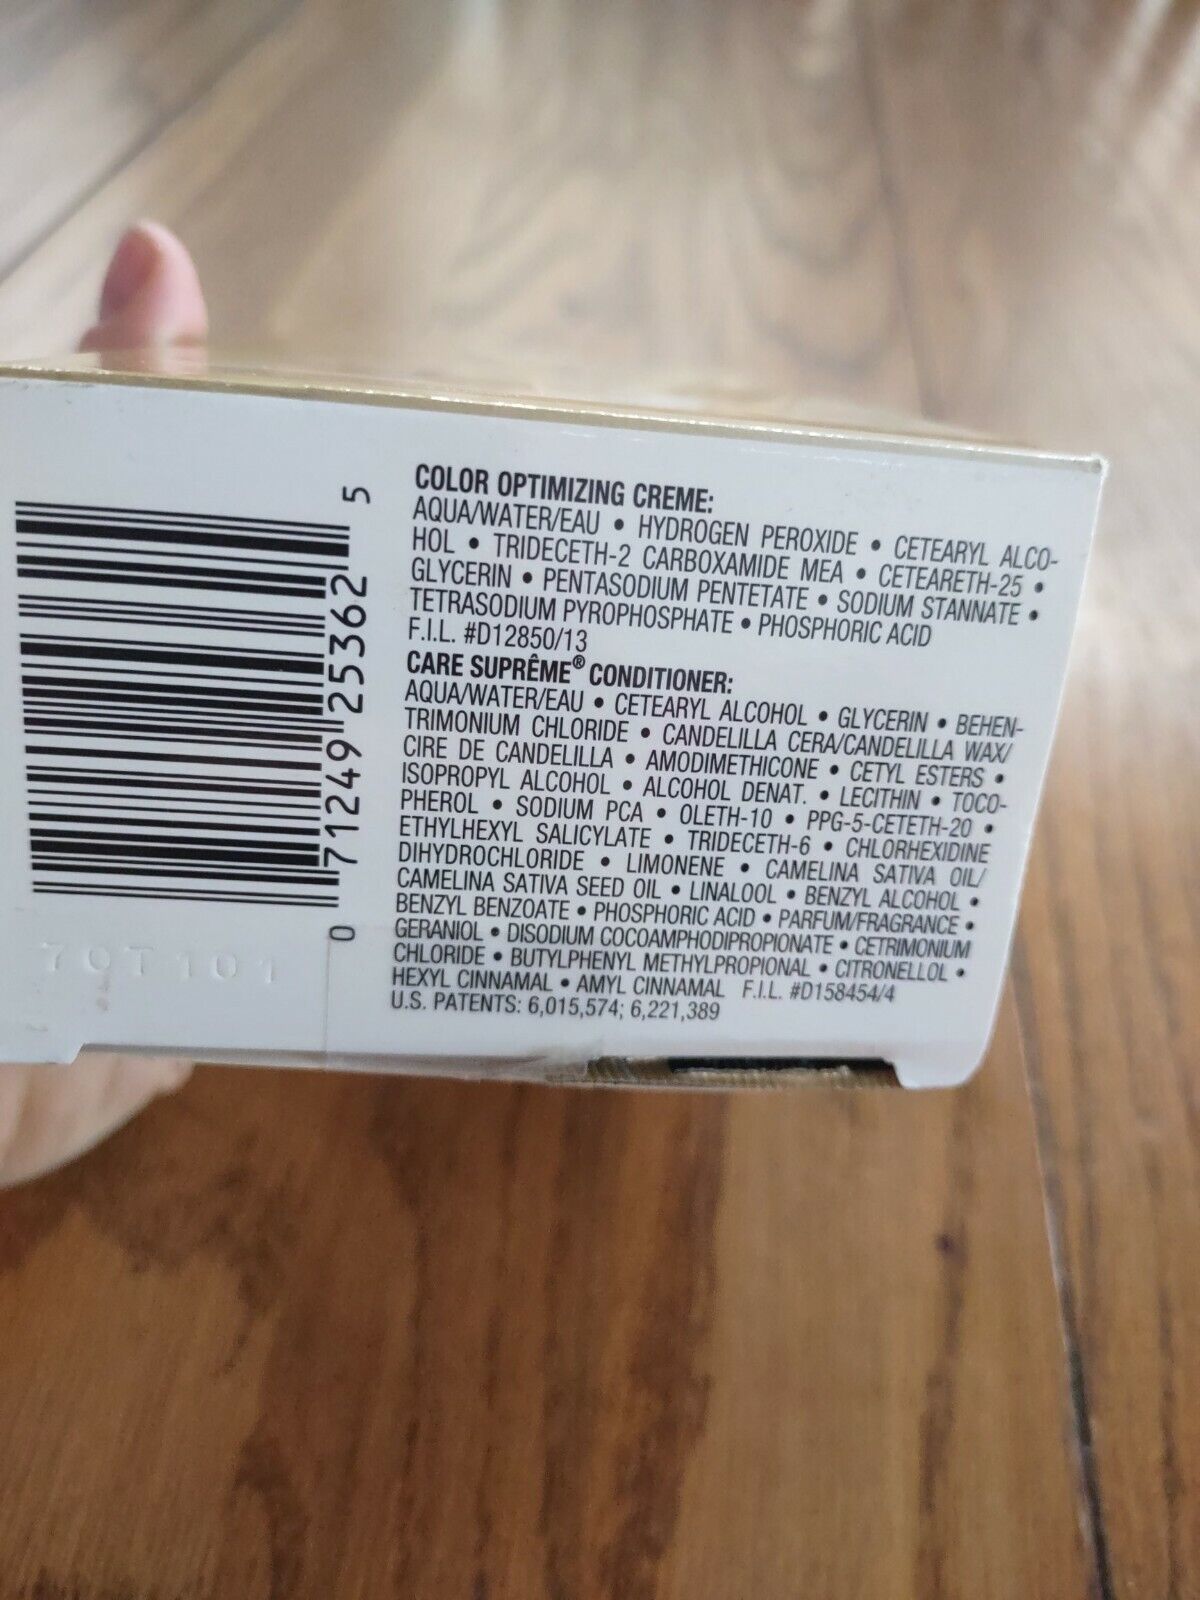 COLOR OPTIMIZING CREME:
AQUA/WATER/EAU • HYDROGEN PEROXIDE • CETEARYL ALCO-
HOL • TRIDECETH-2 CARBOXAMIDE MEA • CETEARETH-25 •
GLYCERIN • PENTASODIUM PENTETATE • SODIUM STANNATE •
TETRASODIUM PYROPHOSPHATE • PHOSPHORIC ACID
F.I.L. #D12850/13
CARE SUPRÊME® CONDITIONER:
AQUA/WATER/EAU • CETEARYL ALCOHOL • GLYCERIN • BEHEN-
TRIMONIUM CHLORIDE • CANDELILLA CERA/CANDELILLA WAX/
CIRE DE CANDELILLA • AMODIMETHICONE • CETYL ESTERS •
ISOPROPYL ALCOHOL • ALCOHOL DENAT. • LECITHIN • TOCO-
PHEROL • SODIUM PCA • OLETH-10 • PPG-5-CETETH-20 •
ETHYLHEXYL SALICYLATE • TRIDECETH-6 • CHLORHEXIDINE
DIHYDROCHLORIDE • LIMONENE • CAMELINA SATIVA OIL/
CAMELINA SATIVA SEED OIL • LINALOOL • BENZYL ALCOHOL •
BENZYL BENZOATE • PHOSPHORIC ACID • PARFUM/FRAGRANCE •
GERANIOL • DISODIUM COCOAMPHODIPROPIONATE • CETRIMONIUM
CHLORIDE • BUTYLPHENYL METHYLPROPIONAL • CITRONELLOL •
HEXYL CINNAMAL • AMYL CINNAMAL F.I.L. #D158454/4
U.S. PATENTS: 6,015,574; 6,221,389
0 71249 25362 5
70T101